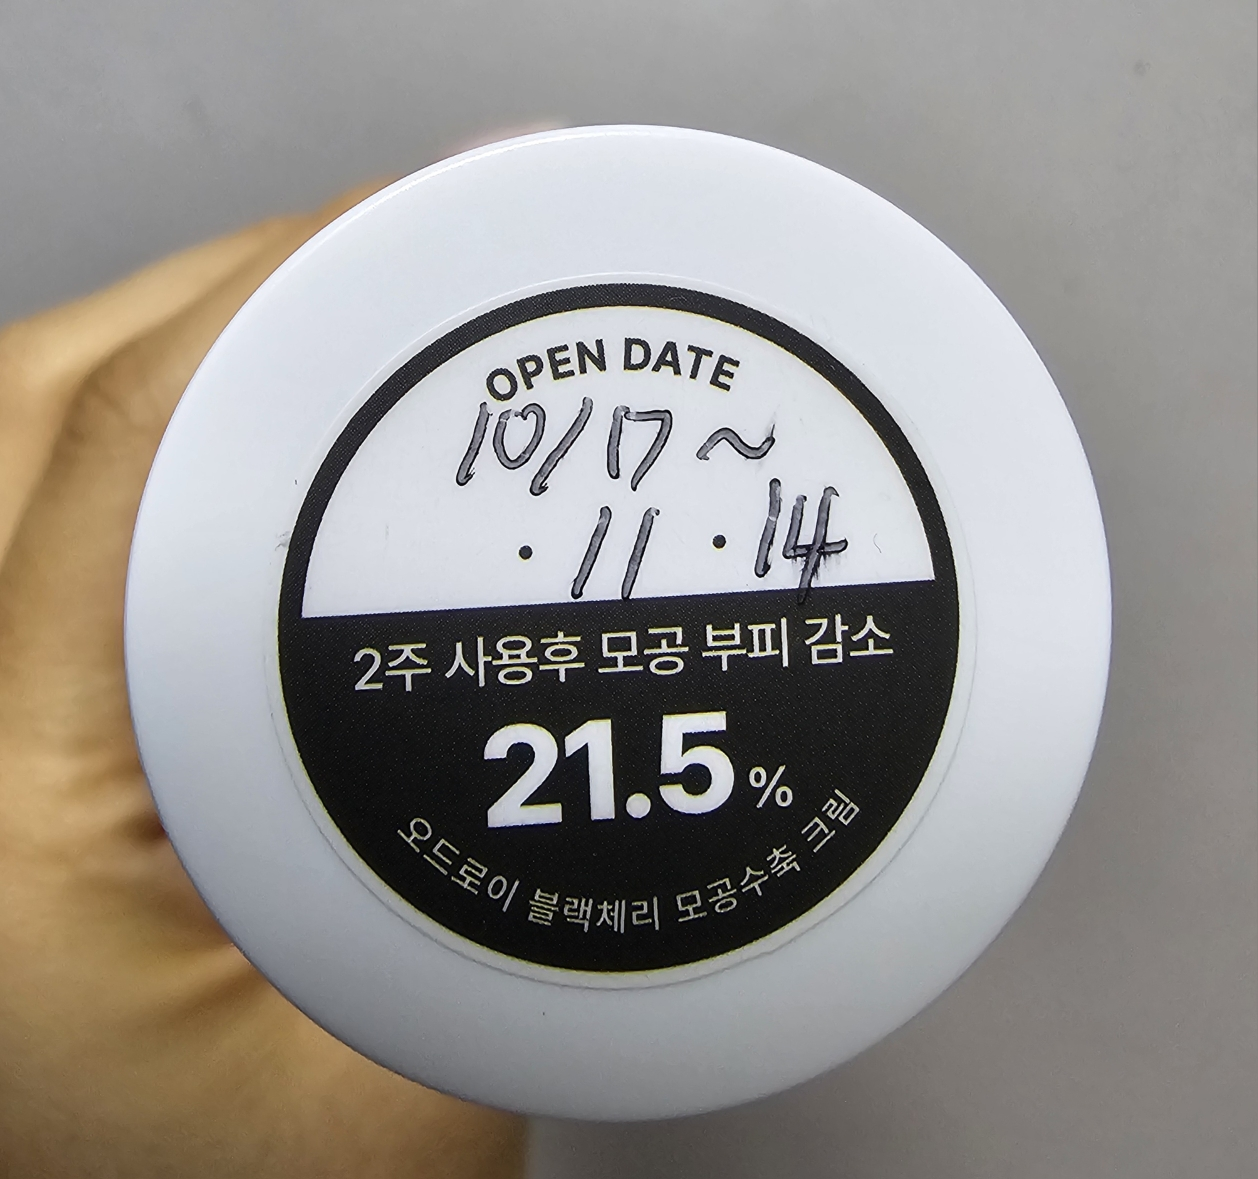 OPEN DATE
10/17 ~
. 11 . 14
2주 사용후 모공 부피 감소
21.5 %
오드로이 블랙체리 모공수축 크림